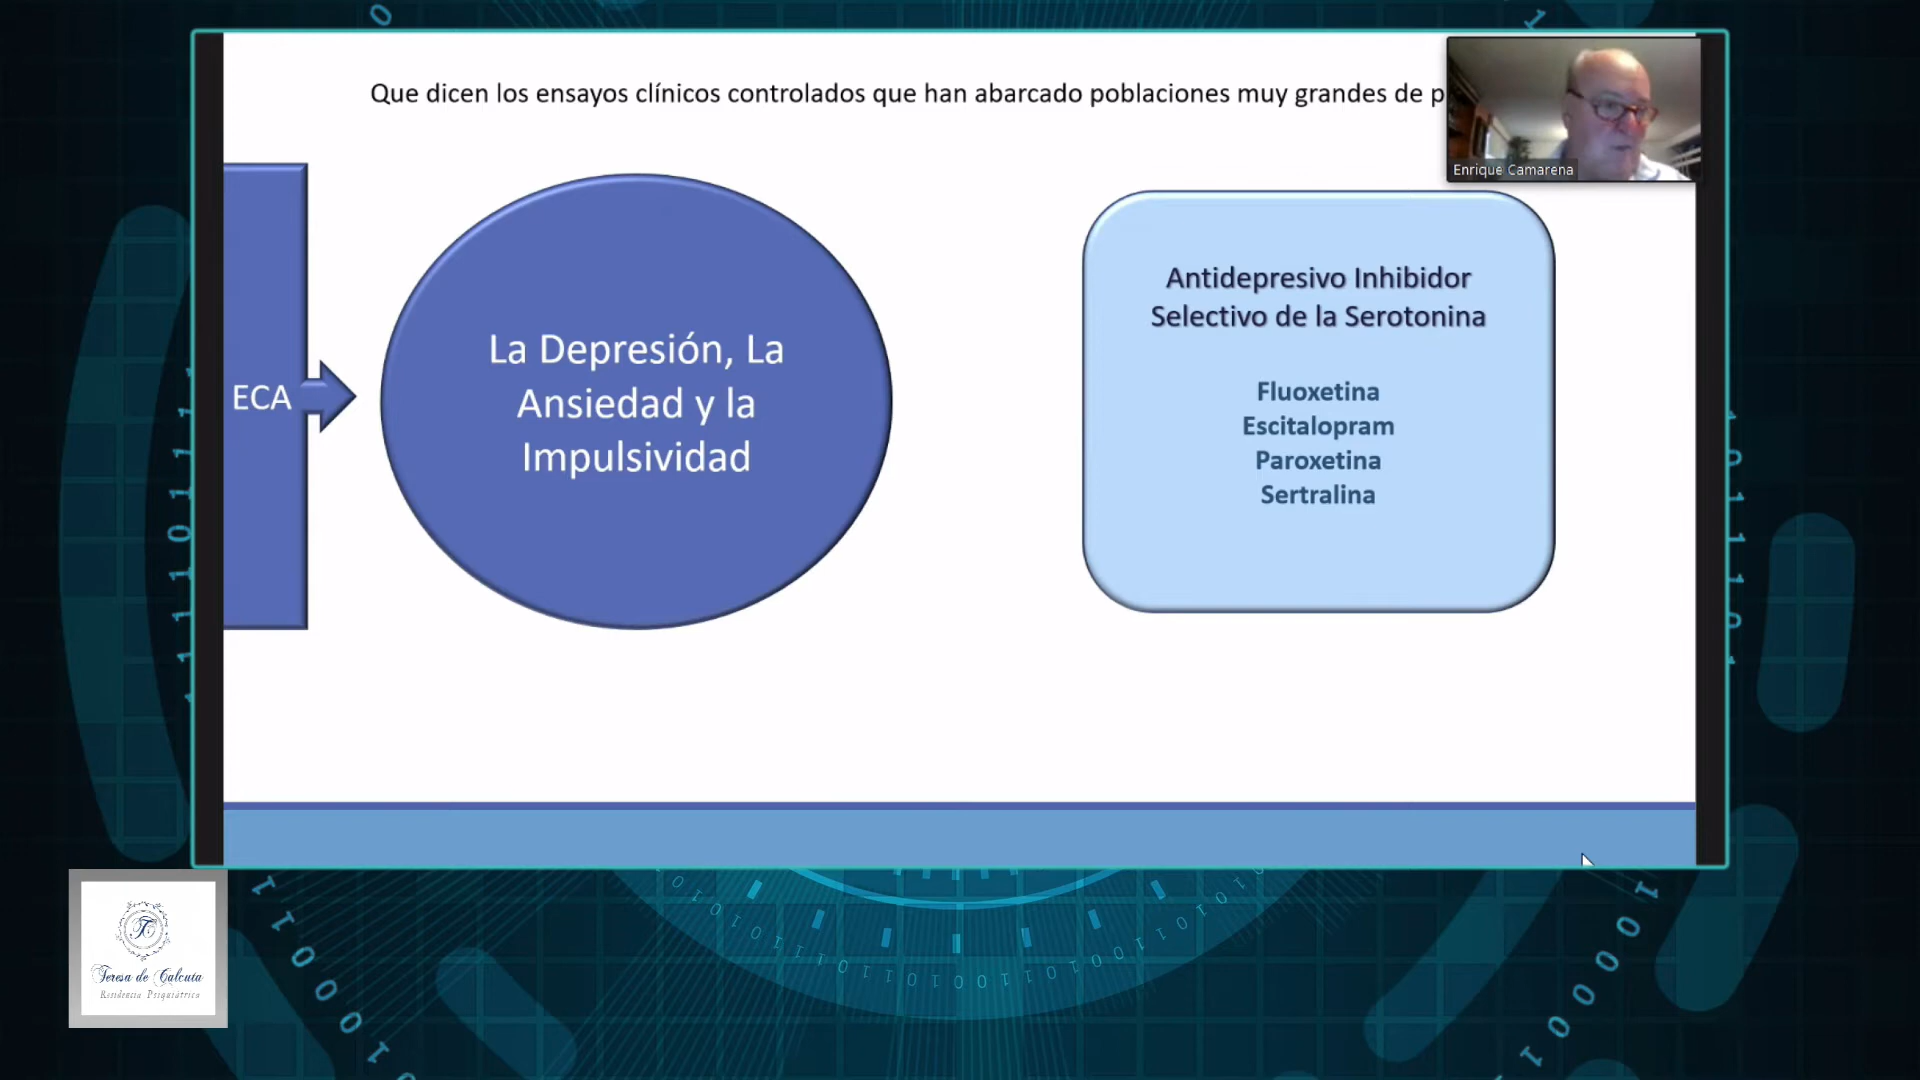 Que dicen los ensayos clínicos controlados que han abarcado poblaciones muy grandes de p
Enrique Camarena
ECA
La Depresión, La
Ansiedad y la
Impulsividad
Antidepresivo Inhibidor
Selectivo de la Serotonina
Fluoxetina
Escitalopram
Paroxetina
Sertralina
Teresa de Calcuta
Residencia Psiquiátrica